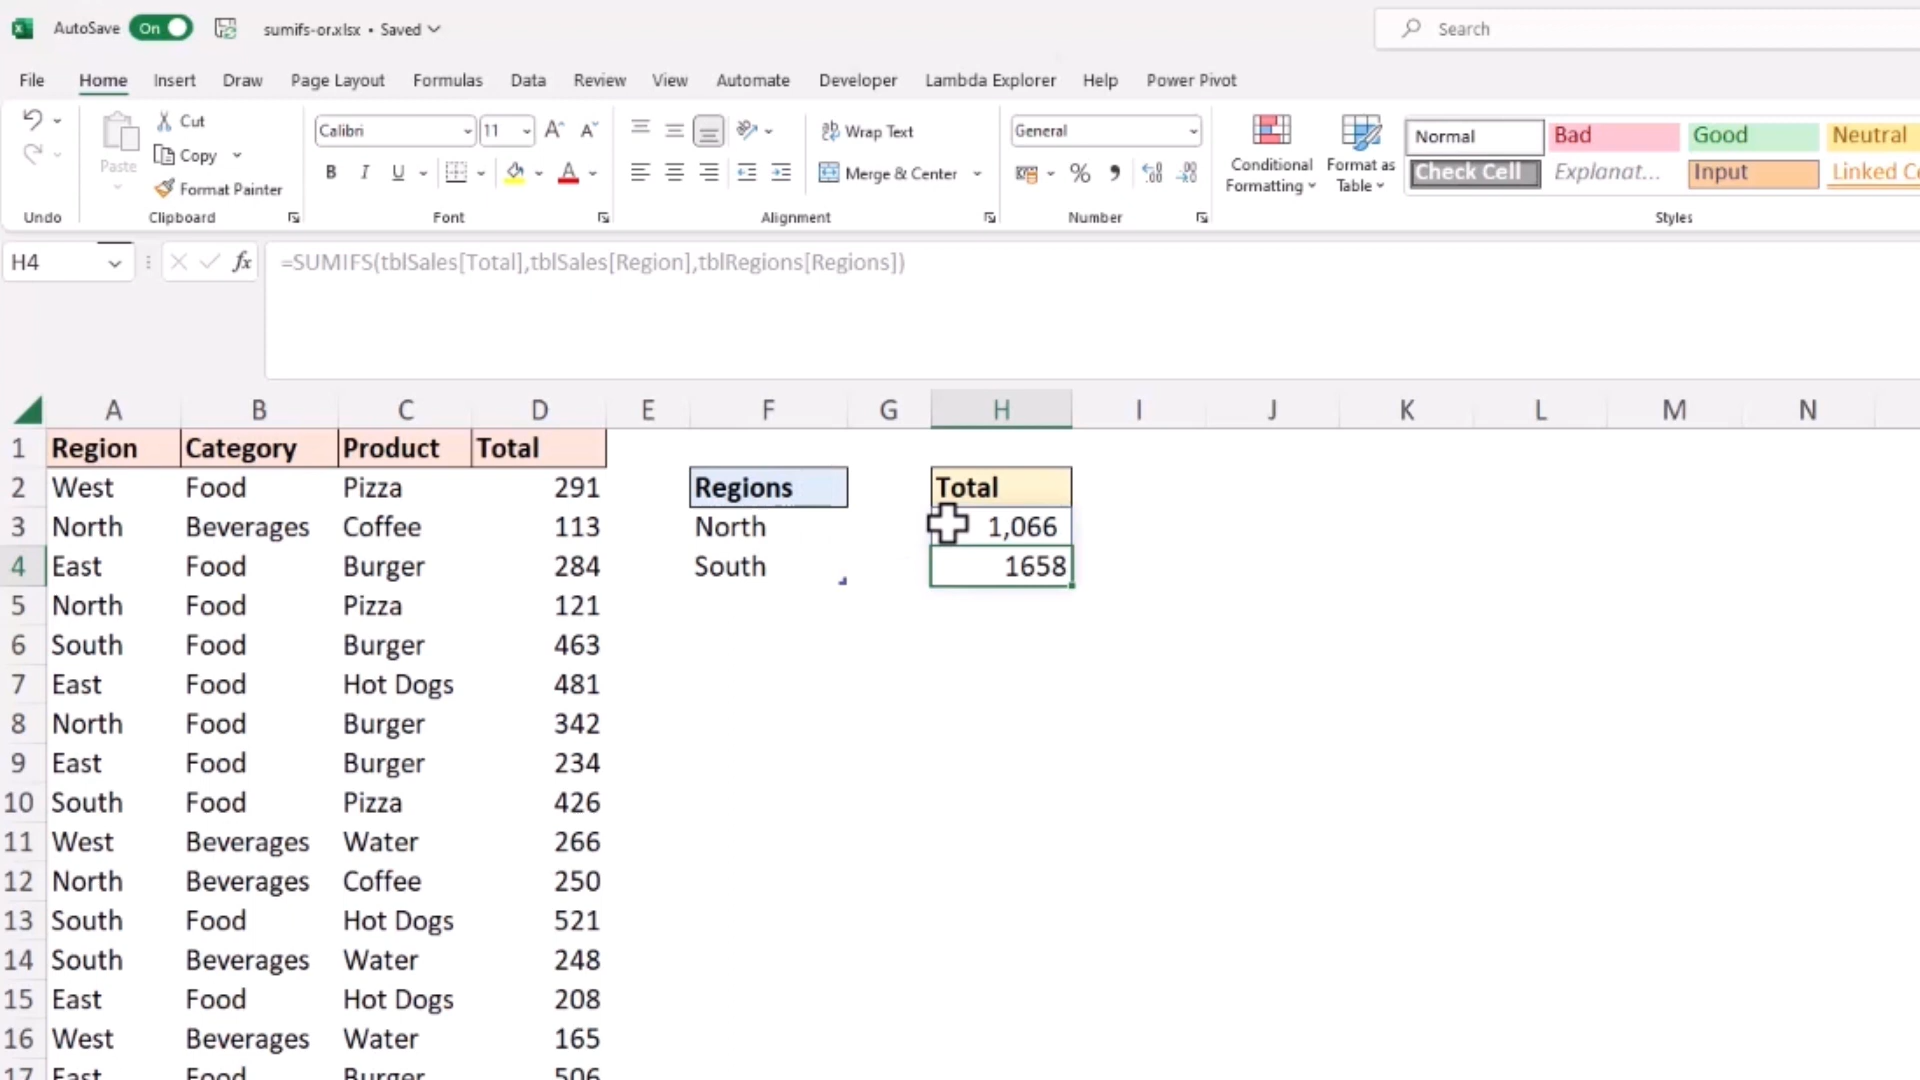 AutoSave On sumifs-or.xlsx • Saved Search
File Home Insert Draw Page Layout Formulas Data Review View Automate Developer Lambda Explorer Help Power Pivot
Paste Cut Calibri 11 Wrap Text General Conditional Formatting Format as Table Normal Bad Good Neutral
Copy B I U Merge & Center % Check Cell Explanat... Input Linked
Format Painter
Undo Clipboard Font Alignment Number Styles
H4 fx =SUMIFS(tblSales[Total],tblSales[Region],tblRegions[Regions])
A B C D E F G H I J K L M N
1 Region Category Product Total
2 West Food Pizza 291 Regions Total
3 North Beverages Coffee 113 North 1,066
4 East Food Burger 284 South 1658
5 North Food Pizza 121
6 South Food Burger 463
7 East Food Hot Dogs 481
8 North Food Burger 342
9 East Food Burger 234
10 South Food Pizza 426
11 West Beverages Water 266
12 North Beverages Coffee 250
13 South Food Hot Dogs 521
14 South Beverages Water 248
15 East Food Hot Dogs 208
16 West Beverages Water 165
17 East Food Burger 506